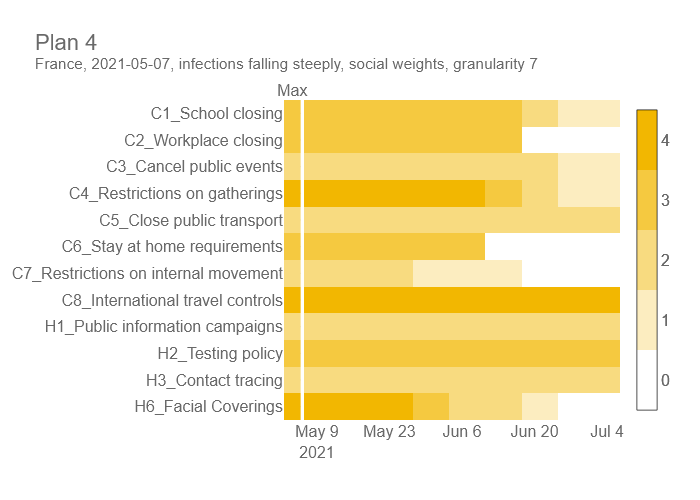 Plan 4
France, 2021-05-07, infections falling steeply, social weights, granularity 7
Max
C1_School closing
C2_Workplace closing
C3_Cancel public events
C4_Restrictions on gatherings
C5_Close public transport
C6_Stay at home requirements
C7_Restrictions on internal movement
C8_International travel controls
H1_Public information campaigns
H2_Testing policy
H3_Contact tracing
H6_Facial Coverings
4
3
2
1
0
May 9 May 23 Jun 6 Jun 20 Jul 4
2021